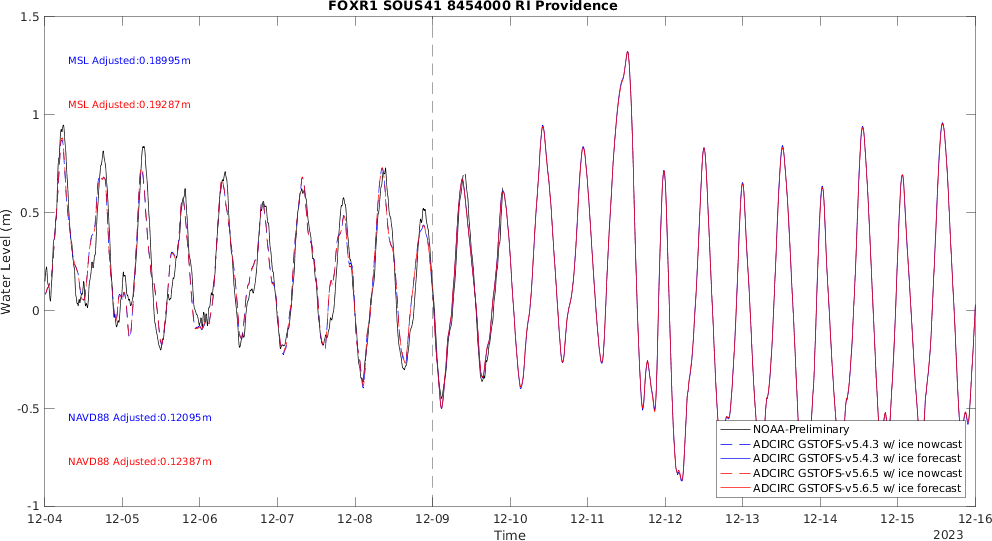 FOXR1 SOUS41 8454000 RI Providence
1.5
1
0.5
0
-0.5
-1
Water Level (m)
MSL Adjusted:0.18995m
MSL Adjusted:0.19287m
NAVD88 Adjusted:0.12095m
NAVD88 Adjusted:0.12387m
NOAA-Preliminary
ADCIRC GSTOFS-v5.4.3 w/ ice nowcast
ADCIRC GSTOFS-v5.4.3 w/ ice forecast
ADCIRC GSTOFS-v5.6.5 w/ ice nowcast
ADCIRC GSTOFS-v5.6.5 w/ ice forecast
12-04 12-05 12-06 12-07 12-08 12-09 12-10 12-11 12-12 12-13 12-14 12-15 12-16
Time
2023